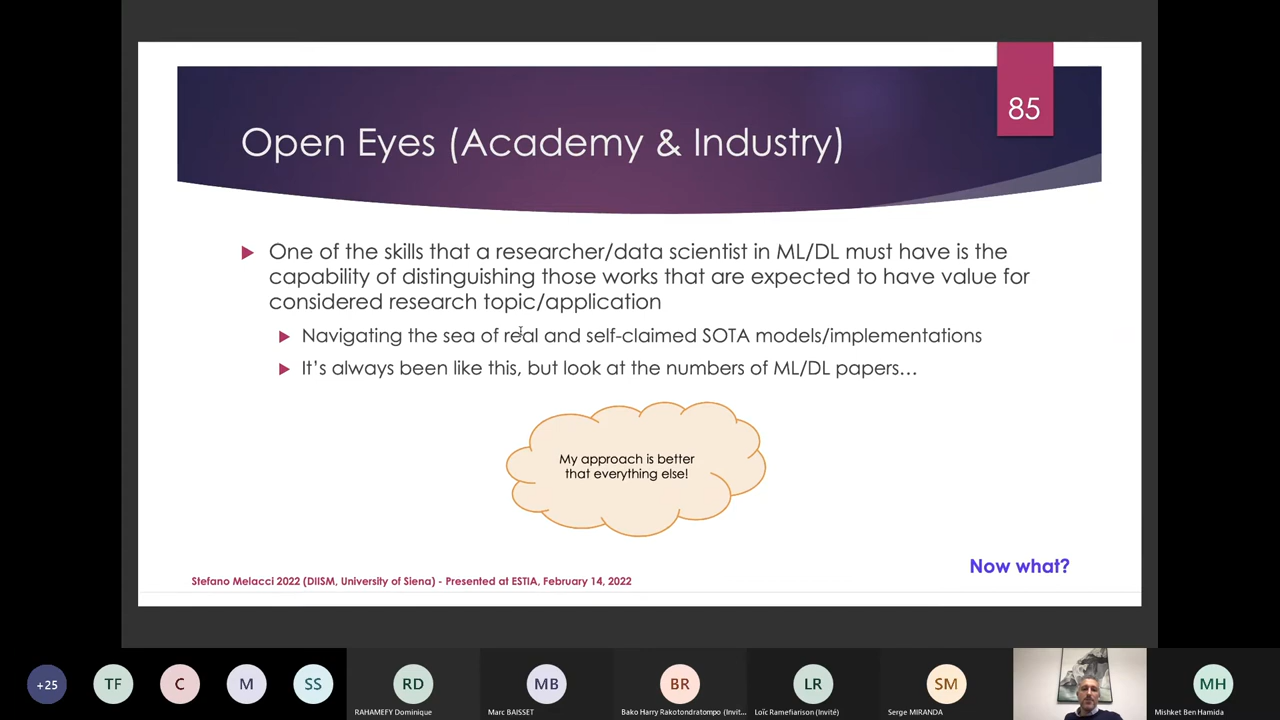 85
Open Eyes (Academy & Industry)
One of the skills that a researcher/data scientist in ML/DL must have is the
capability of distinguishing those works that are expected to have value for
considered research topic/application
Navigating the sea of real and self-claimed SOTA models/implementations
It's always been like this, but look at the numbers of ML/DL papers...
My approach is better
that everything else!
Now what?
Stefano Melacci 2022 (DIISM, University of Siena) - Presented at ESTIA, February 14, 2022
+25
TF
C
M
SS
RD
MB
BR
LR
SM
MH
RAHAMEFY Dominique
Marc BAISSET
Bako Harry Rakotondratompo (Invit...
Loïc Ramefiarison (Invité)
Serge MIRANDA
Mishket Ben Hamida